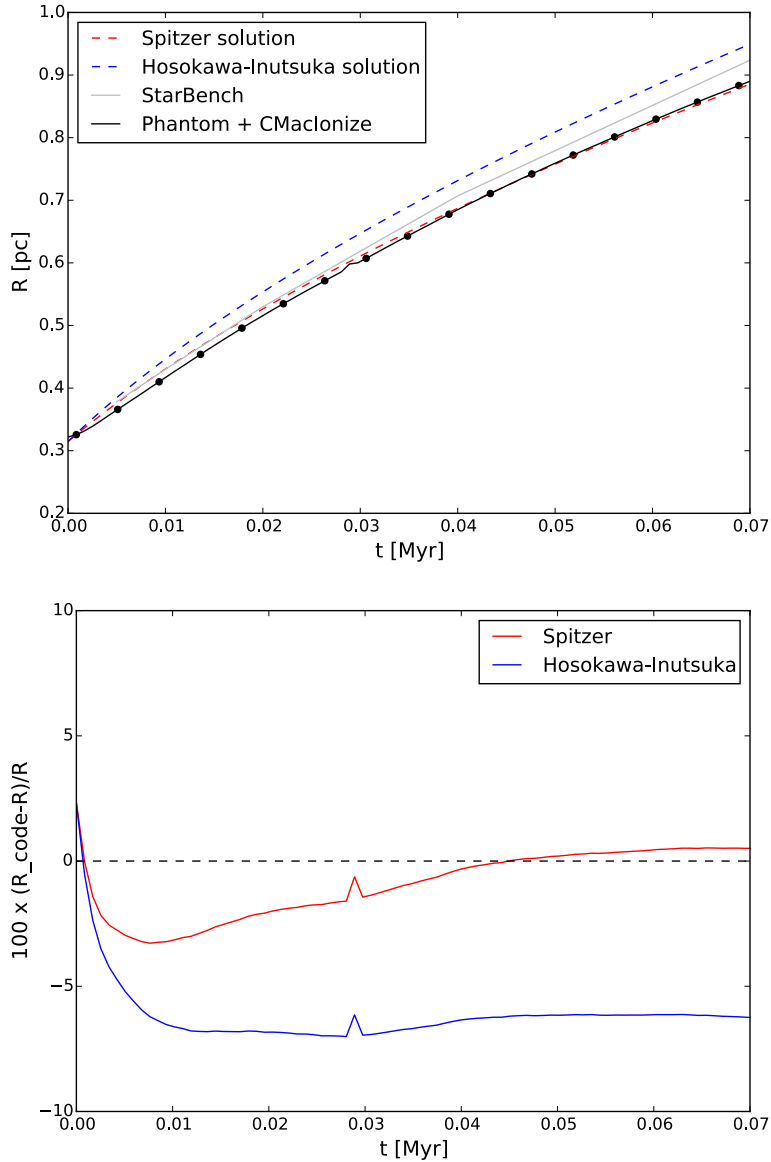 1.0
0.9
0.8
0.7
0.6
0.5
0.4
0.3
0.2
R [pc]
Spitzer solution
Hosokawa-Inutsuka solution
StarBench
Phantom + CMacIonize
0.00 0.01 0.02 0.03 0.04 0.05 0.06 0.07
t [Myr]
10
5
0
−5
−10
100 x (R_code-R)/R
Spitzer
Hosokawa-Inutsuka
0.00 0.01 0.02 0.03 0.04 0.05 0.06 0.07
t [Myr]